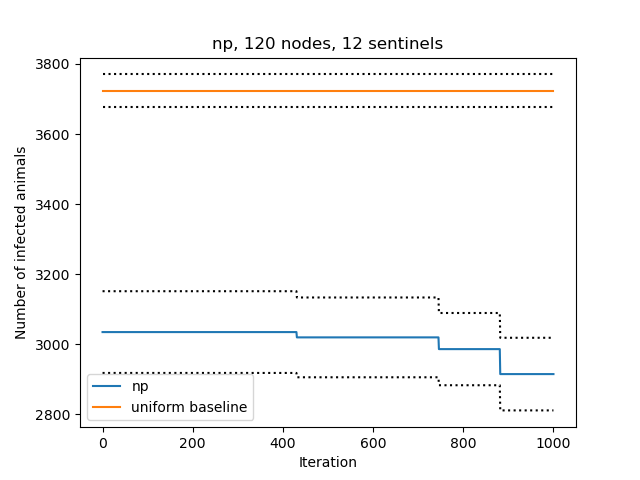 np, 120 nodes, 12 sentinels
3800
3600
3400
3200
3000
2800
Number of infected animals
np
uniform baseline
0
200
400
600
800
1000
Iteration